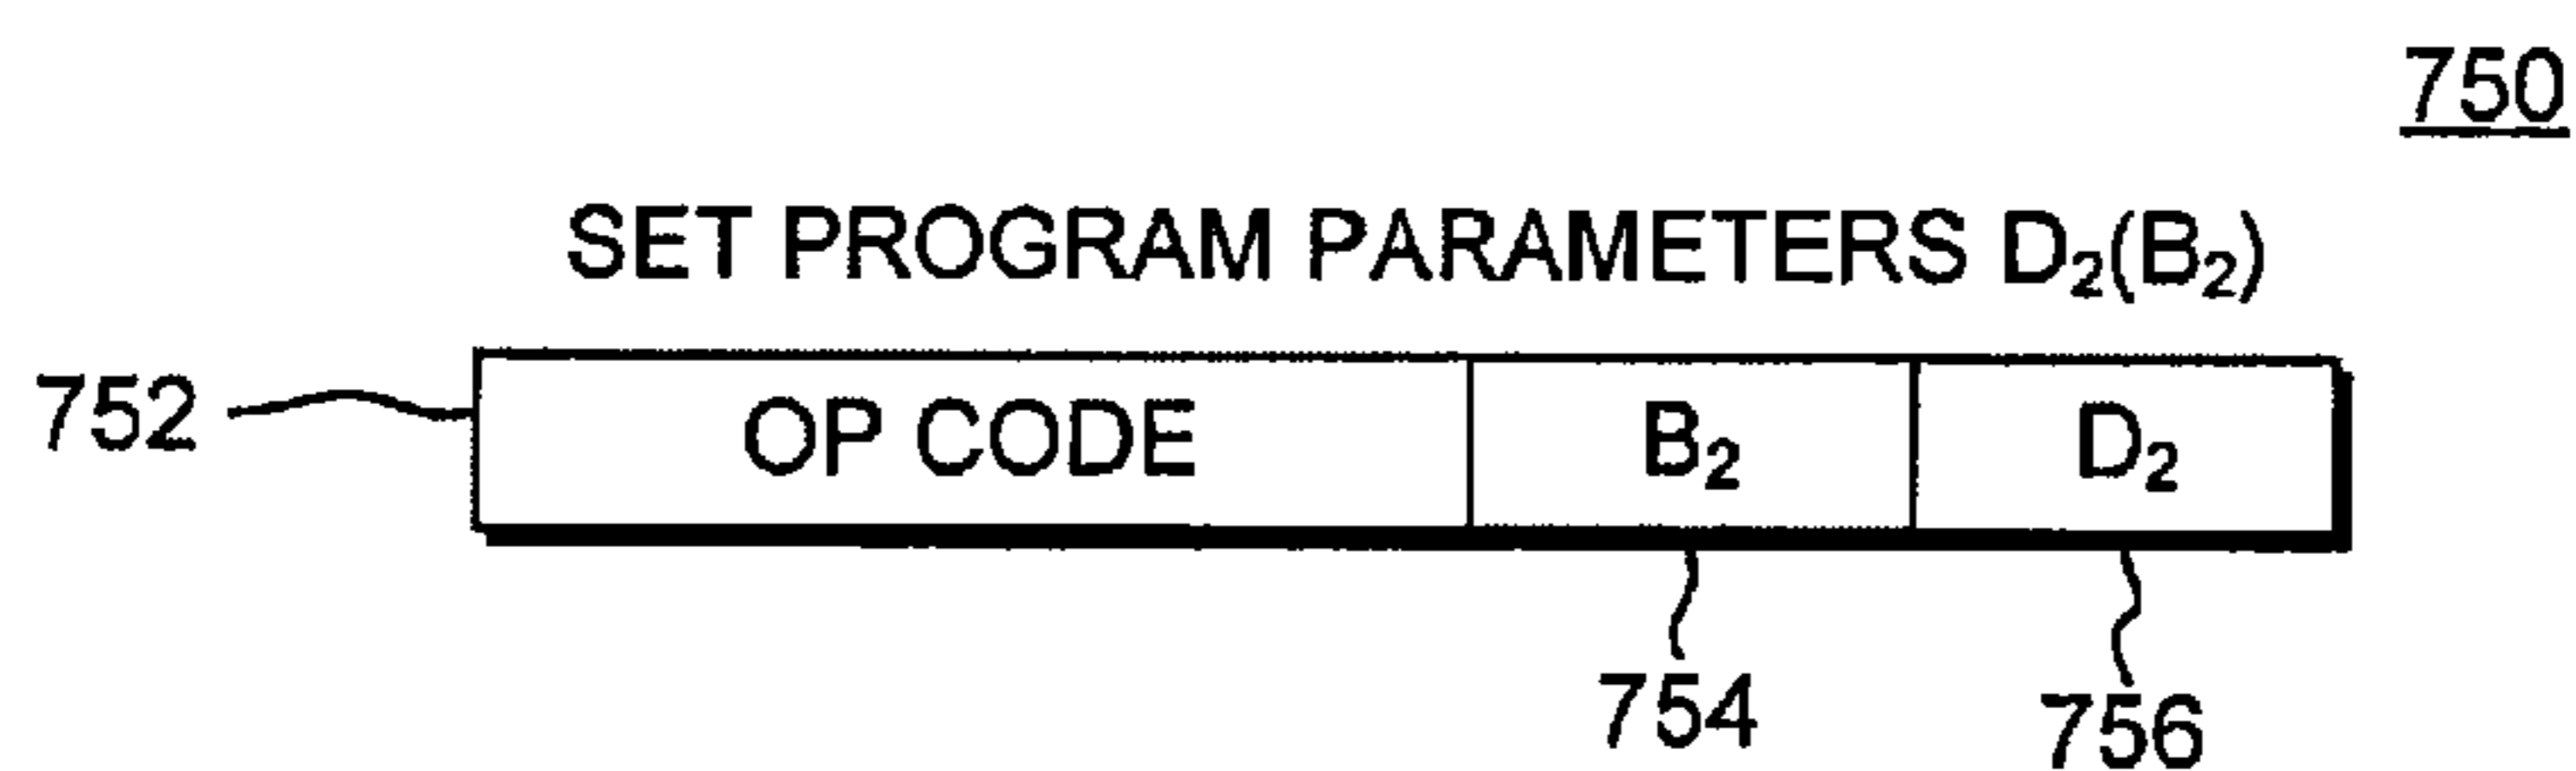 750
SET PROGRAM PARAMETERS D₂(B₂)
752 OP CODE B₂ D₂
754 756